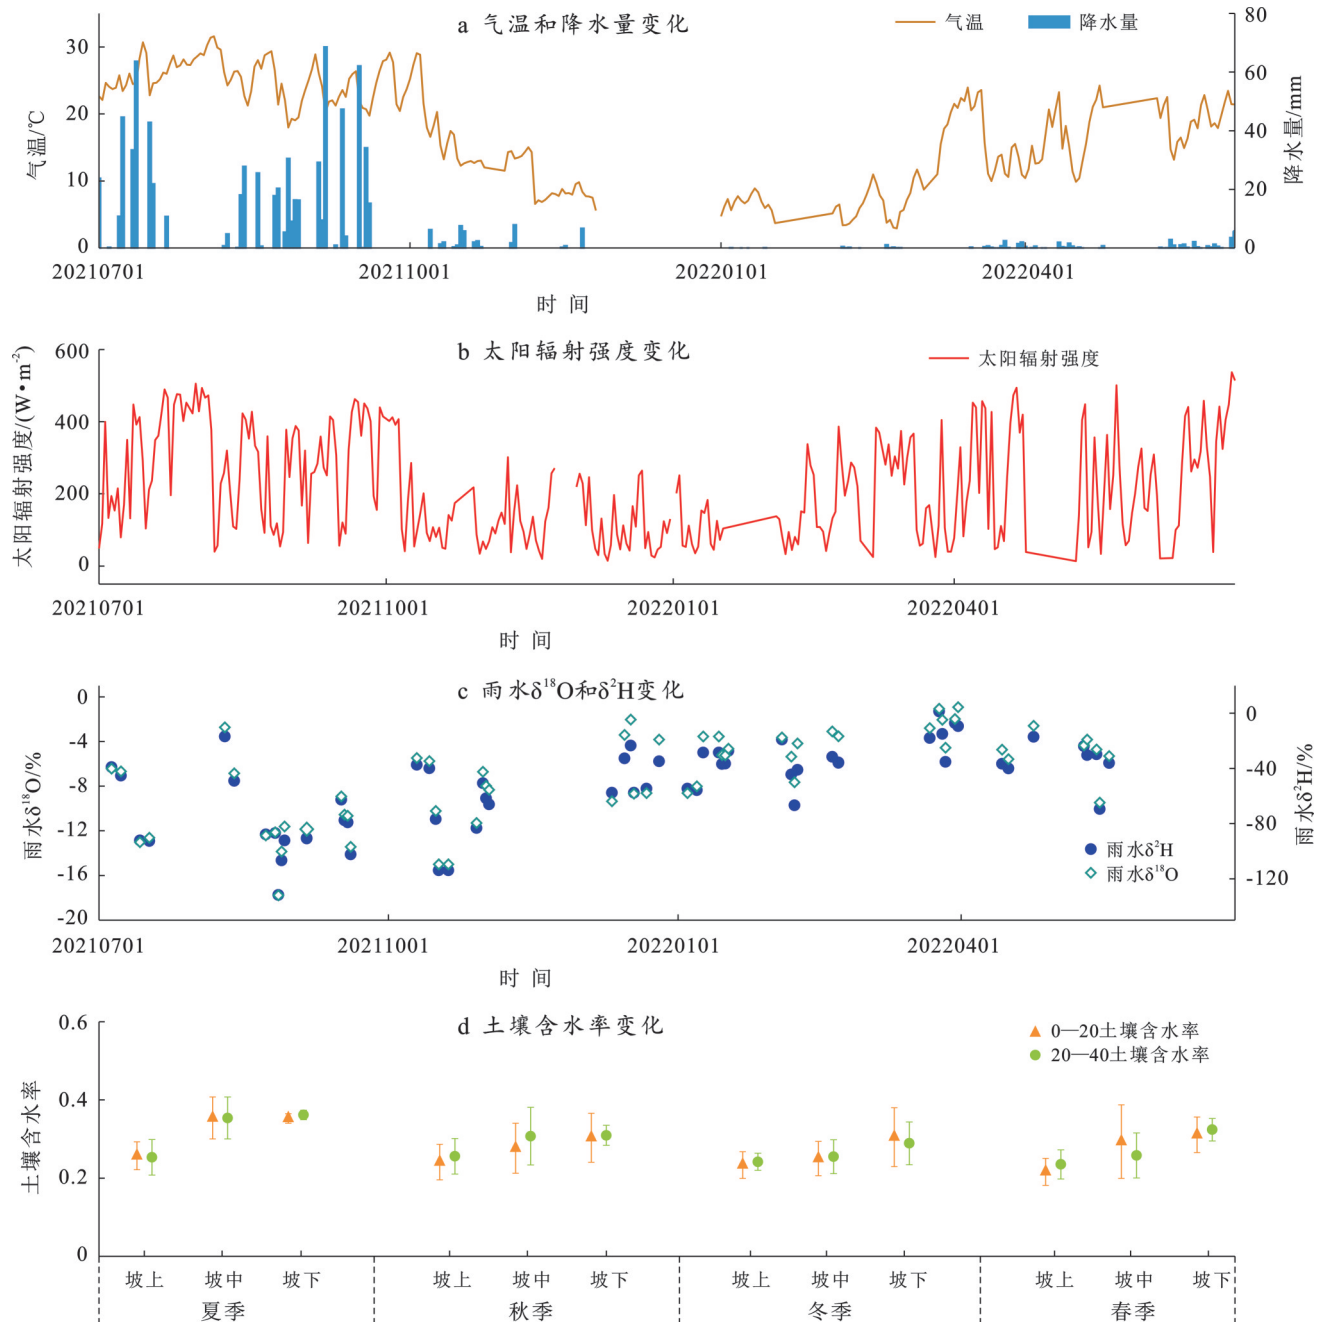 a 气温和降水量变化
气温
降水量
气温/℃
30
20
10
0
降水量/mm
80
60
40
20
0
20210701
20211001
20220101
20220401
时 间
b 太阳辐射强度变化
太阳辐射强度
太阳辐射强度/(W•m⁻²)
600
400
200
0
20210701
20211001
20220101
20220401
时 间
c 雨水δ¹⁸O和δ²H变化
雨水δ¹⁸O/%
0
-4
-8
-12
-16
-20
雨水δ²H/%
0
-40
-80
-120
雨水δ²H
雨水δ¹⁸O
20210701
20211001
20220101
20220401
时 间
d 土壤含水率变化
0—20土壤含水率
20—40土壤含水率
土壤含水率
0.6
0.4
0.2
0
坡上 坡中 坡下 坡上 坡中 坡下 坡上 坡中 坡下 坡上 坡中 坡下
夏季 秋季 冬季 春季